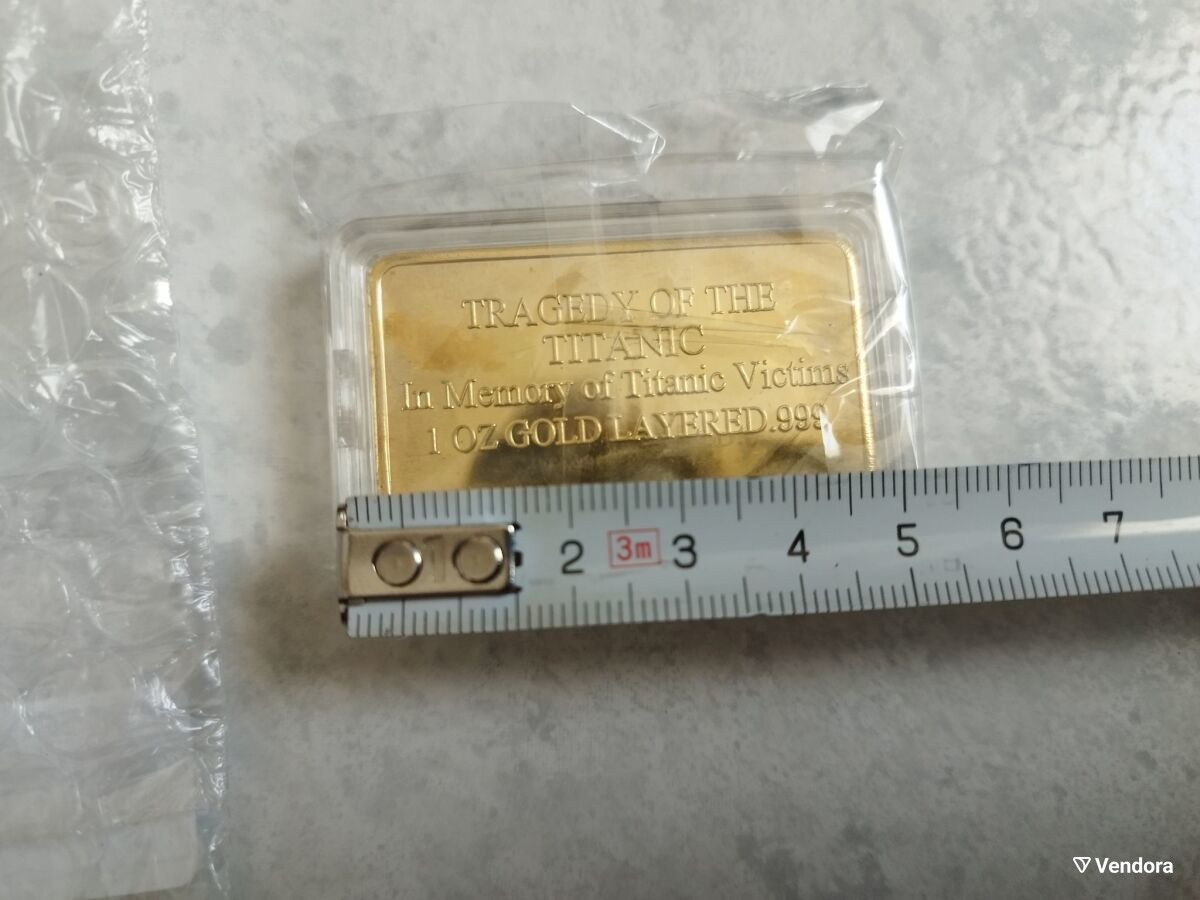 TRAGEDY OF THE
TITANIC
In Memory of Titanic Victims
1 OZ GOLD LAYERED .999
1 2 3m 3 4 5 6 7
Vendora